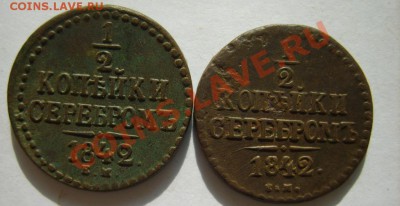 COINS.LAVE.RU
1/2.
КОПѢЙКИ
СЕРЕБРОМЪ
1842.
1/2.
КОПѢЙКИ
СЕРЕБРОМЪ
1842.
С.М.
COINS.LAVE.RU